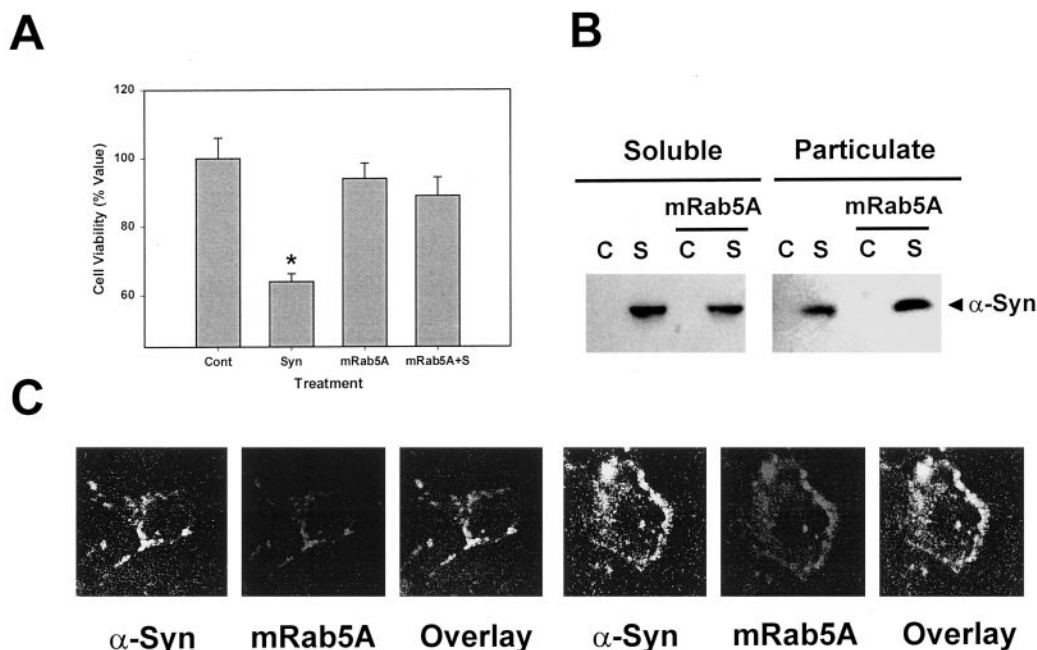 A
120
100
80
60
Cell Viability (% Value)
*
Cont Syn mRab5A mRab5A+S
Treatment
B
Soluble Particulate
mRab5A mRab5A
C S C S C S C S
α-Syn
C
α-Syn mRab5A Overlay α-Syn mRab5A Overlay